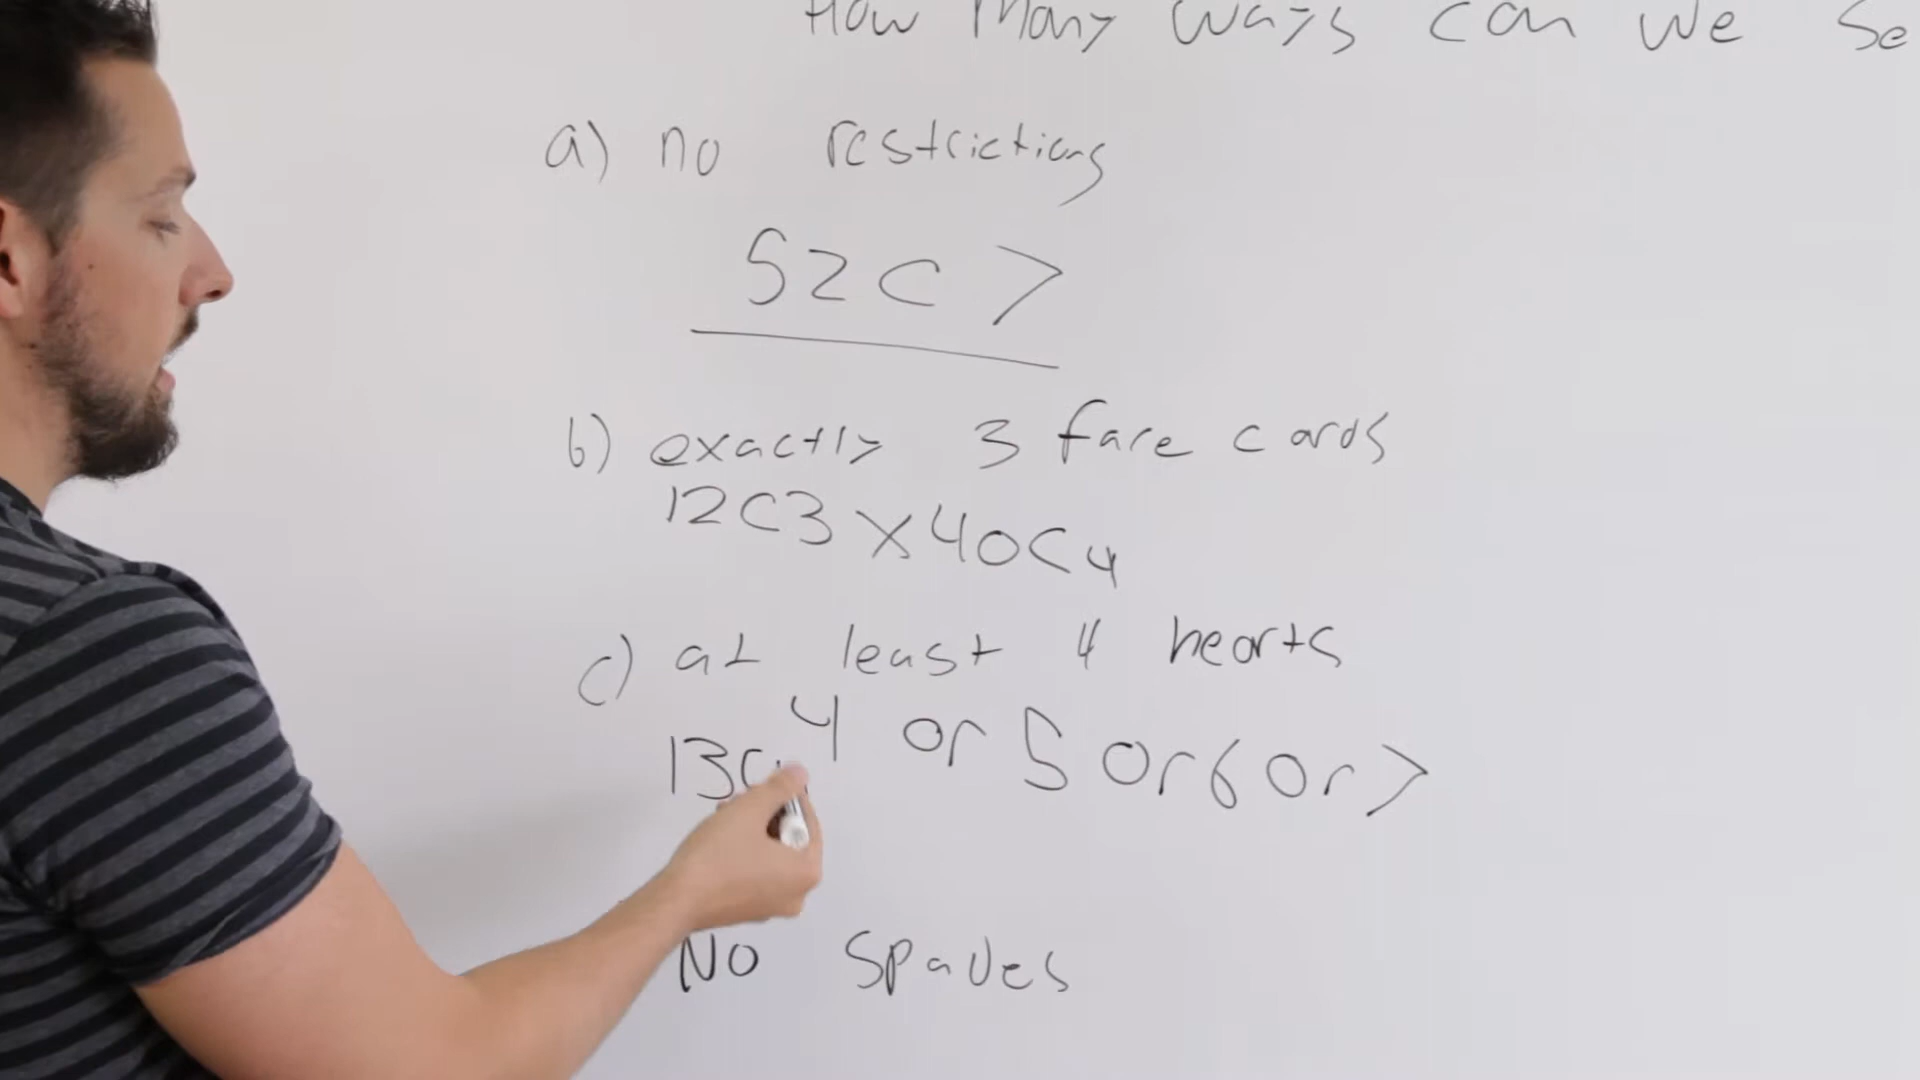 How Many ways can we se
a) no restrictions
52C7
b) exactly 3 face cards
12C3 X 40C4
c) at least 4 hearts
4 or 5 or 6 or 7
13C
No Spades